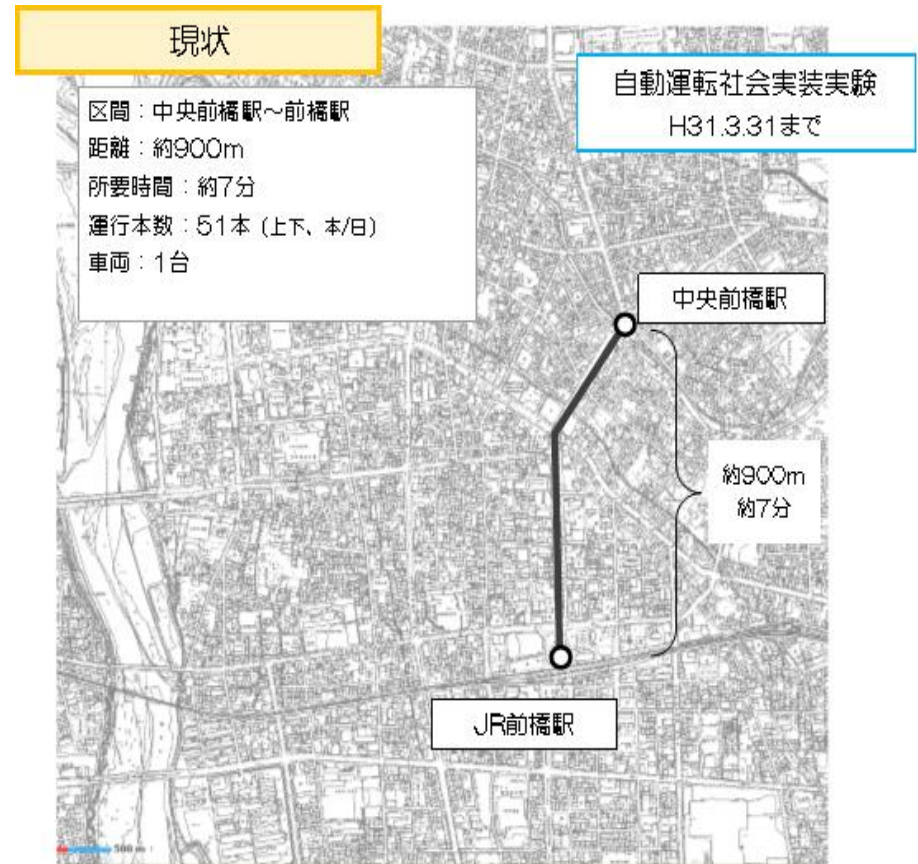 現状
自動運転社会実装実験
H31.3.31まで
区間：中央前橋駅～前橋駅
距離：約900m
所要時間：約7分
運行本数：51本（上下、本/日）
車両：1台
中央前橋駅
約900m
約7分
JR前橋駅
500 m